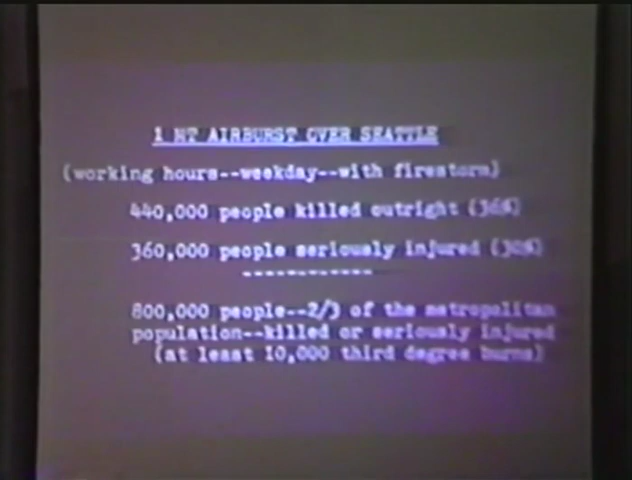 1 MT AIRBURST OVER SEATTLE
(working hours--weekday--with firestorm)
440,000 people killed outright (36%)
360,000 people seriously injured (30%)
------------
800,000 people--2/3 of the metropolitan
population--killed or seriously injured
(at least 10,000 third degree burns)